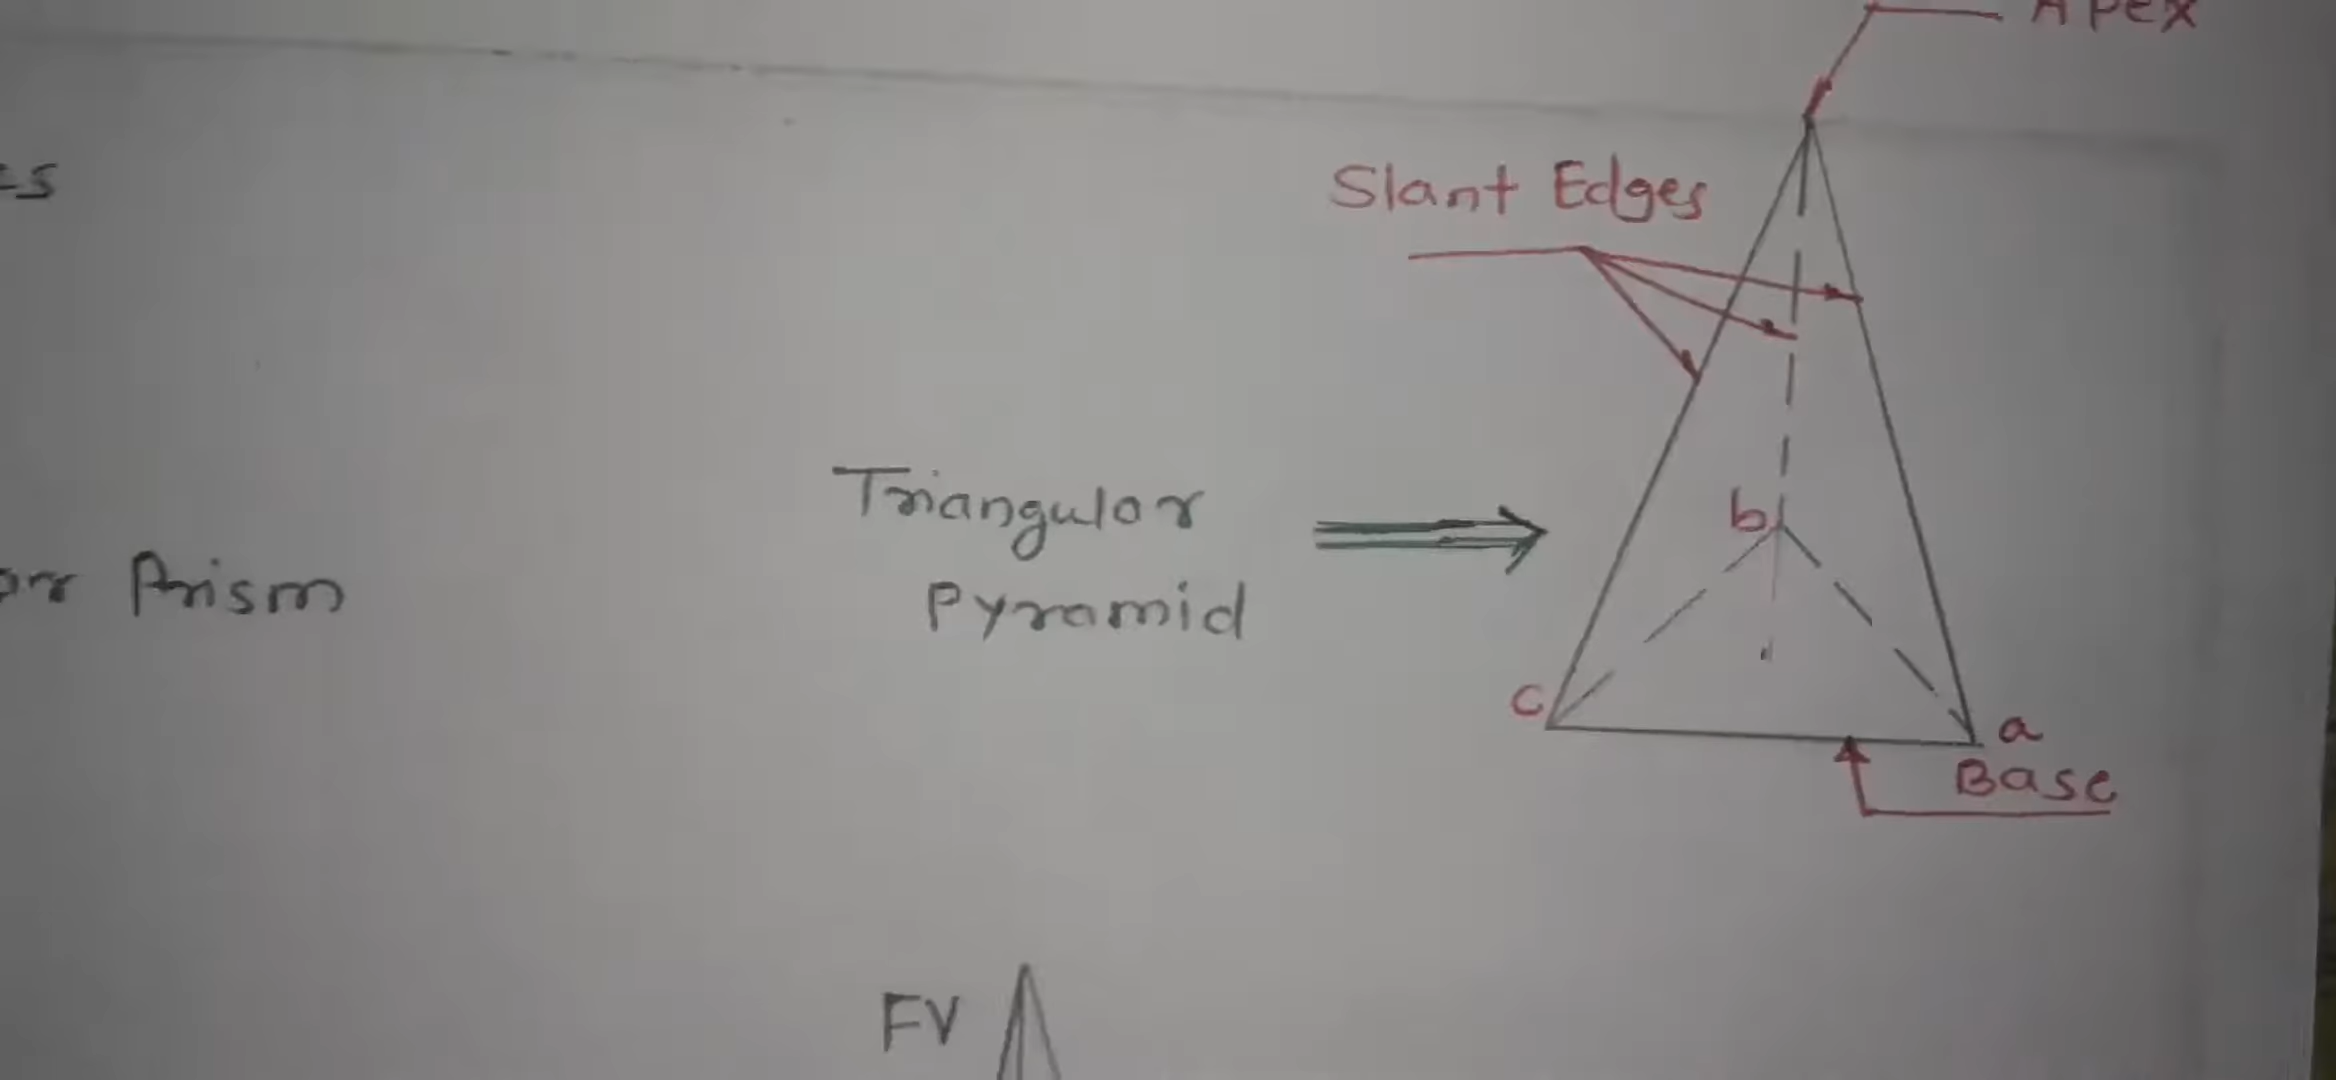 Apex
Slant Edges
Triangular
Pyramid
b
c
a
Base
Prism
FV